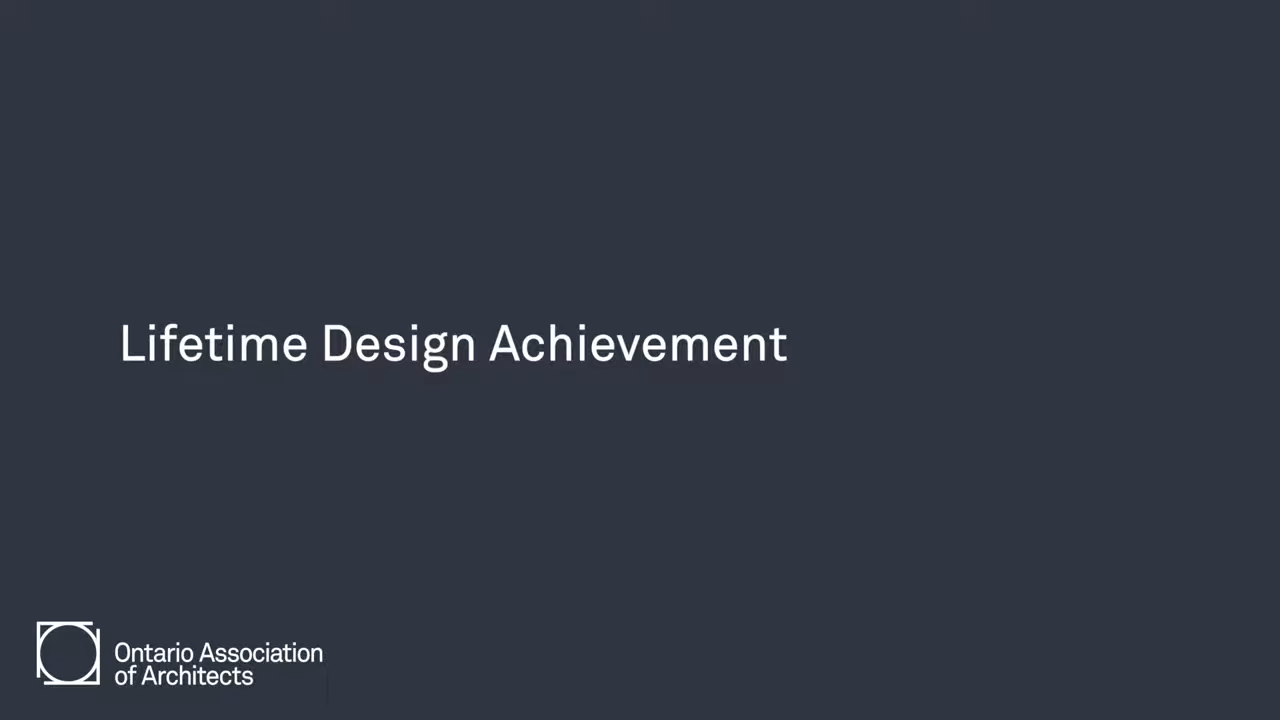 Lifetime Design Achievement
Ontario Association
of Architects